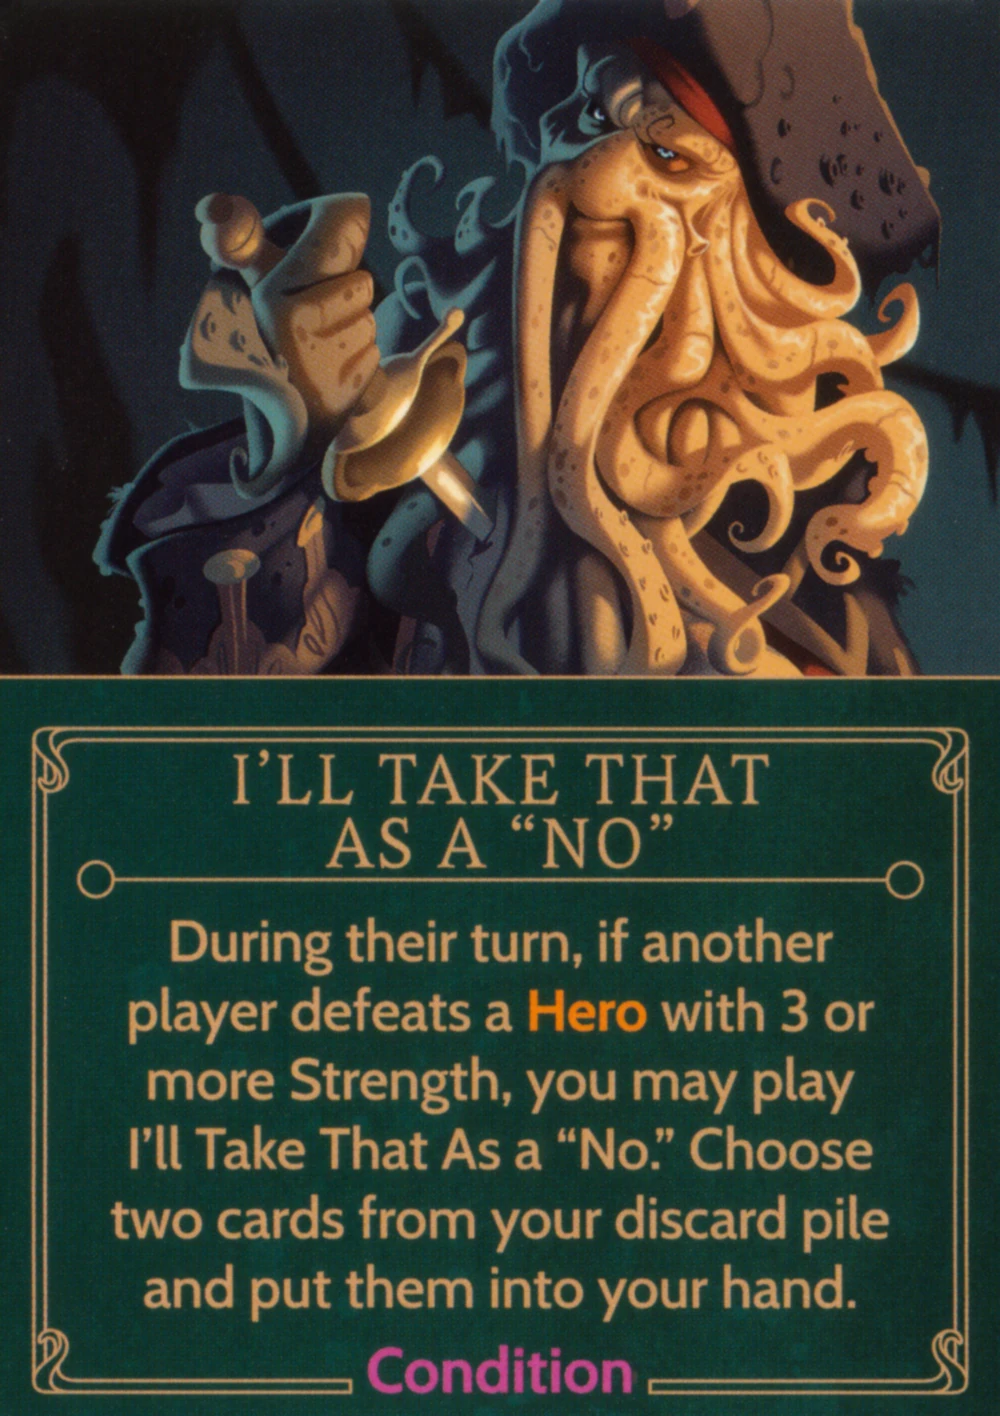 I’LL TAKE THAT
AS A “NO”
During their turn, if another
player defeats a Hero with 3 or
more Strength, you may play
I’ll Take That As a “No.” Choose
two cards from your discard pile
and put them into your hand.
Condition